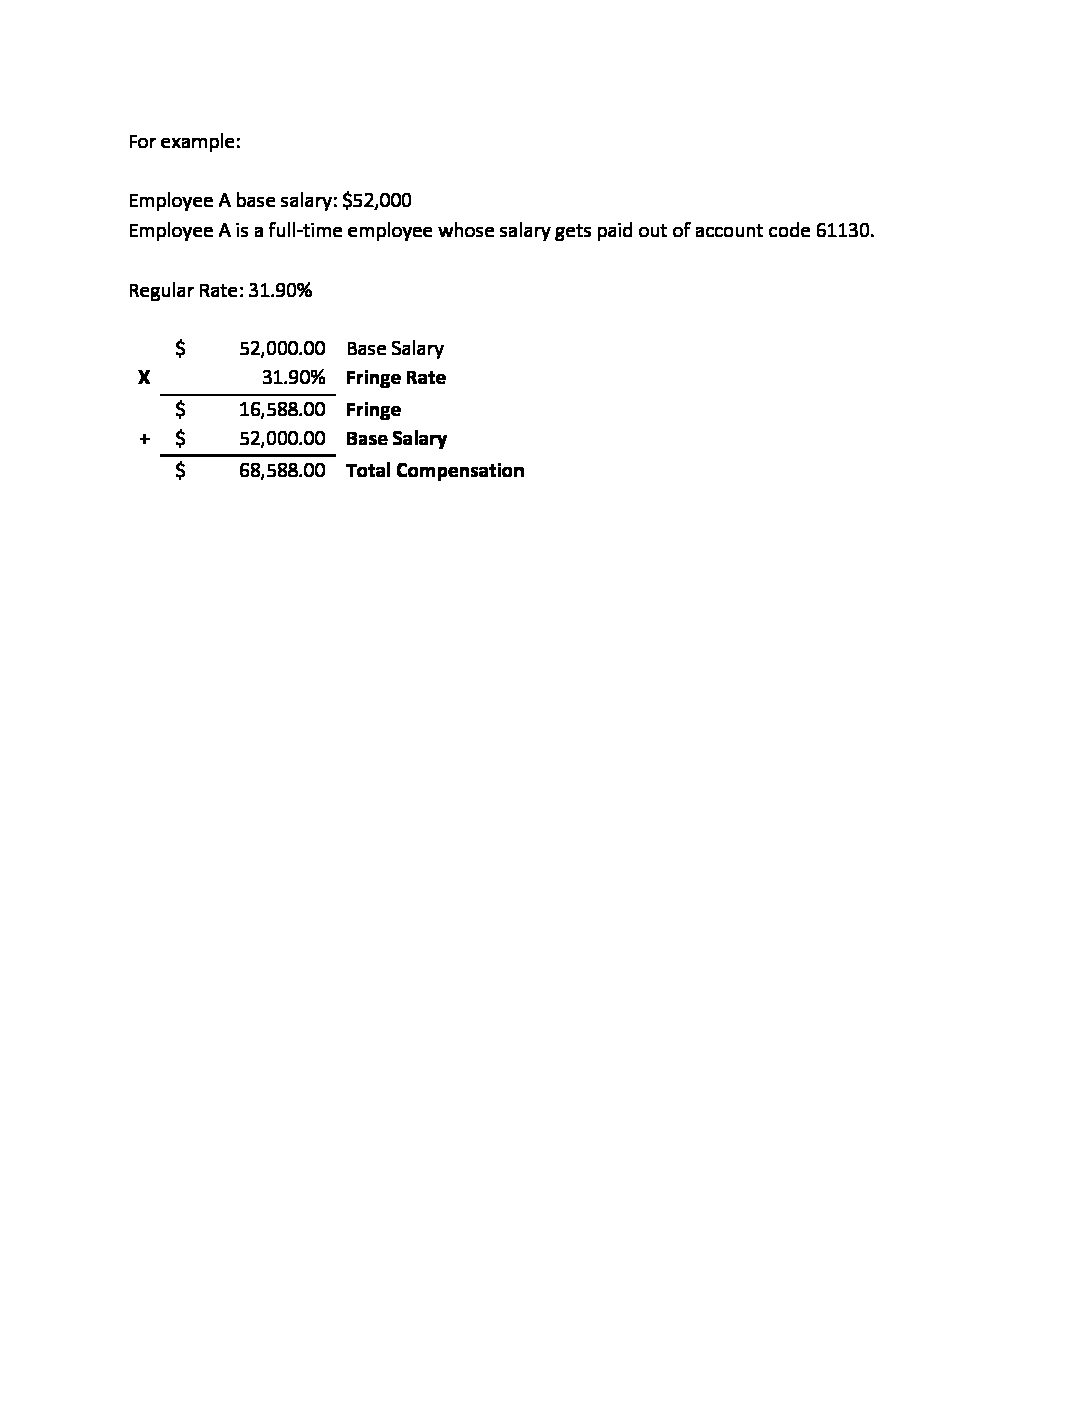 For example:
Employee A base salary: $52,000
Employee A is a full-time employee whose salary gets paid out of account code 61130.
Regular Rate: 31.90%
$ 52,000.00 Base Salary
X 31.90% Fringe Rate
$ 16,588.00 Fringe
+ $ 52,000.00 Base Salary
$ 68,588.00 Total Compensation